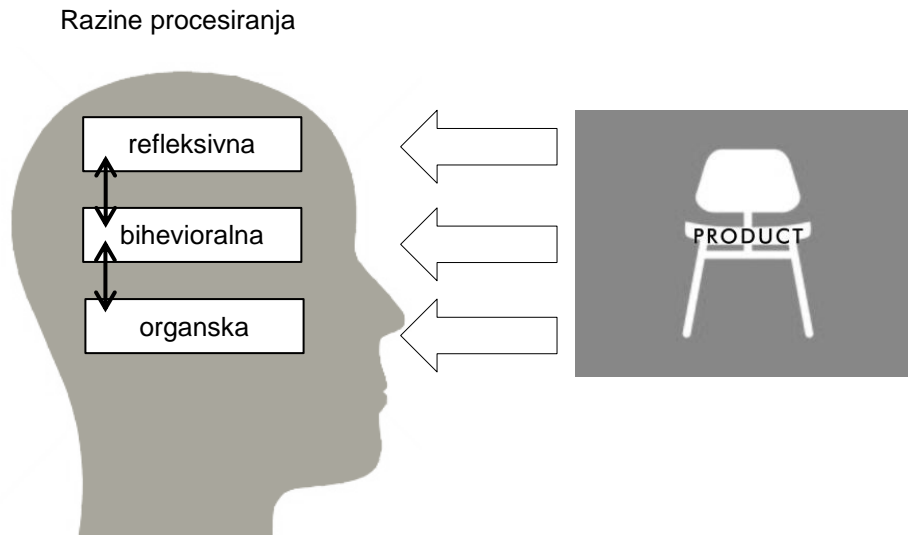 Razine procesiranja
refleksivna
bihevioralna
organska
PRODUCT